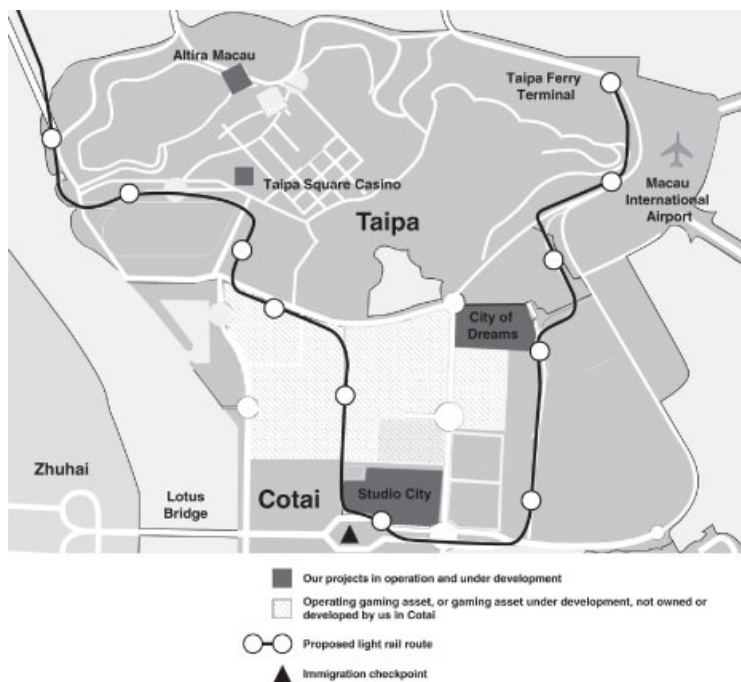 Altira Macau
Taipa Ferry
Terminal
Taipa Square Casino
Macau
International
Airport
Taipa
City of
Dreams
Zhuhai
Lotus
Bridge
Cotai
Studio City
Our projects in operation and under development
Operating gaming asset, or gaming asset under development, not owned or
developed by us in Cotai
Proposed light rail route
Immigration checkpoint